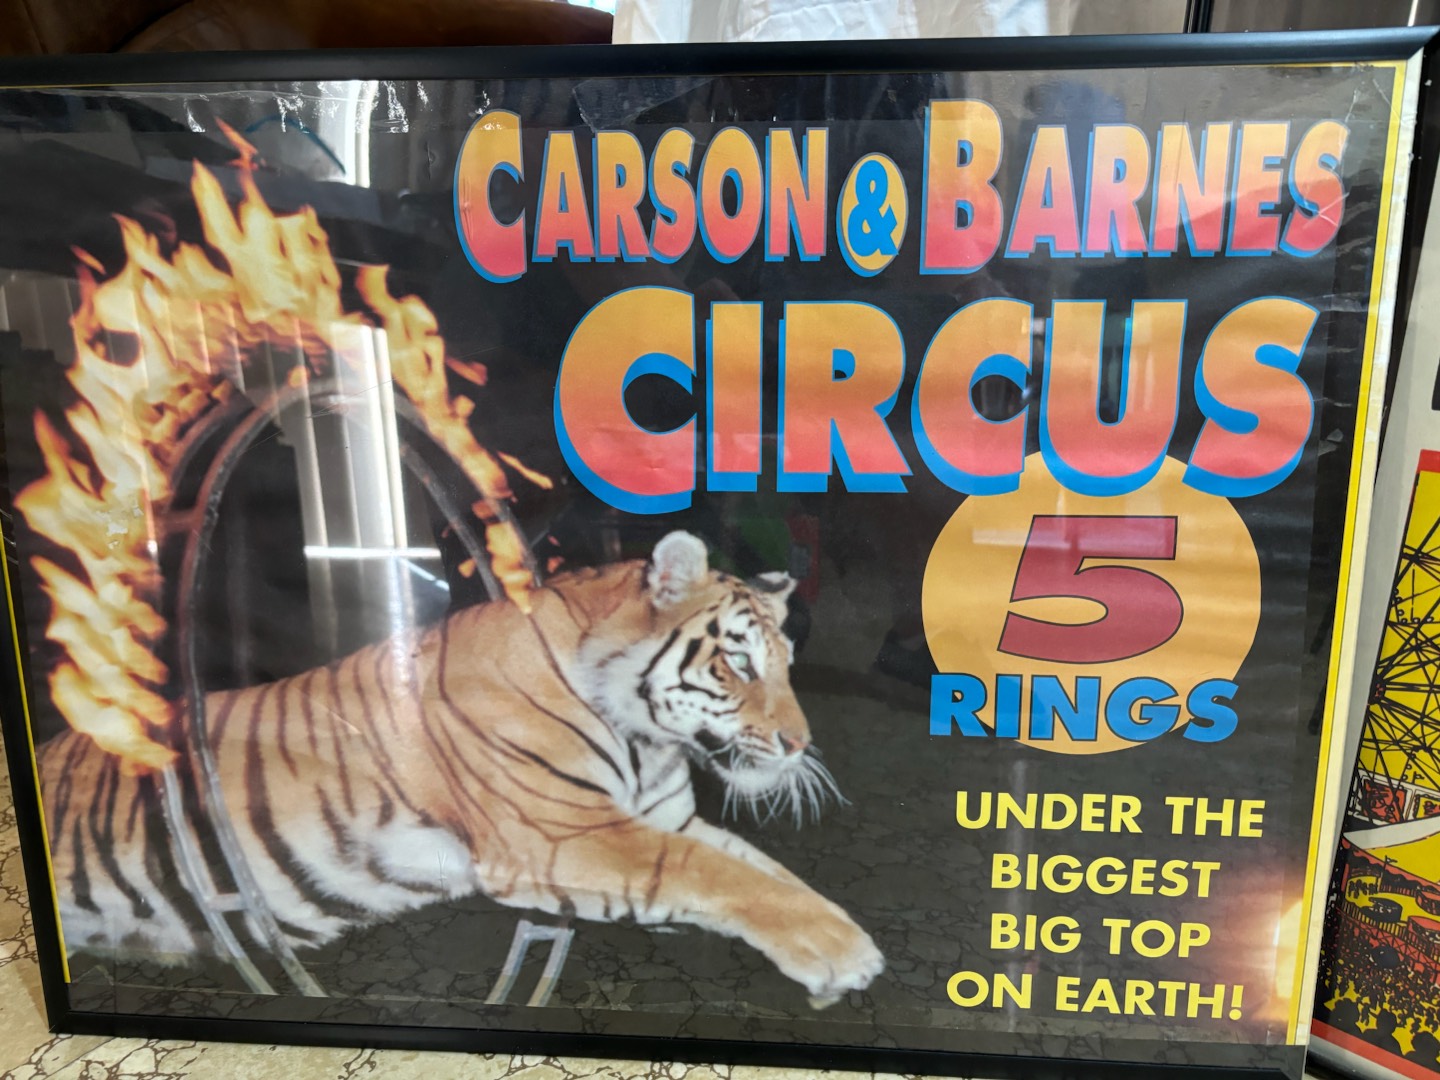 CARSON & BARNES
CIRCUS
5
RINGS
UNDER THE
BIGGEST
BIG TOP
ON EARTH!